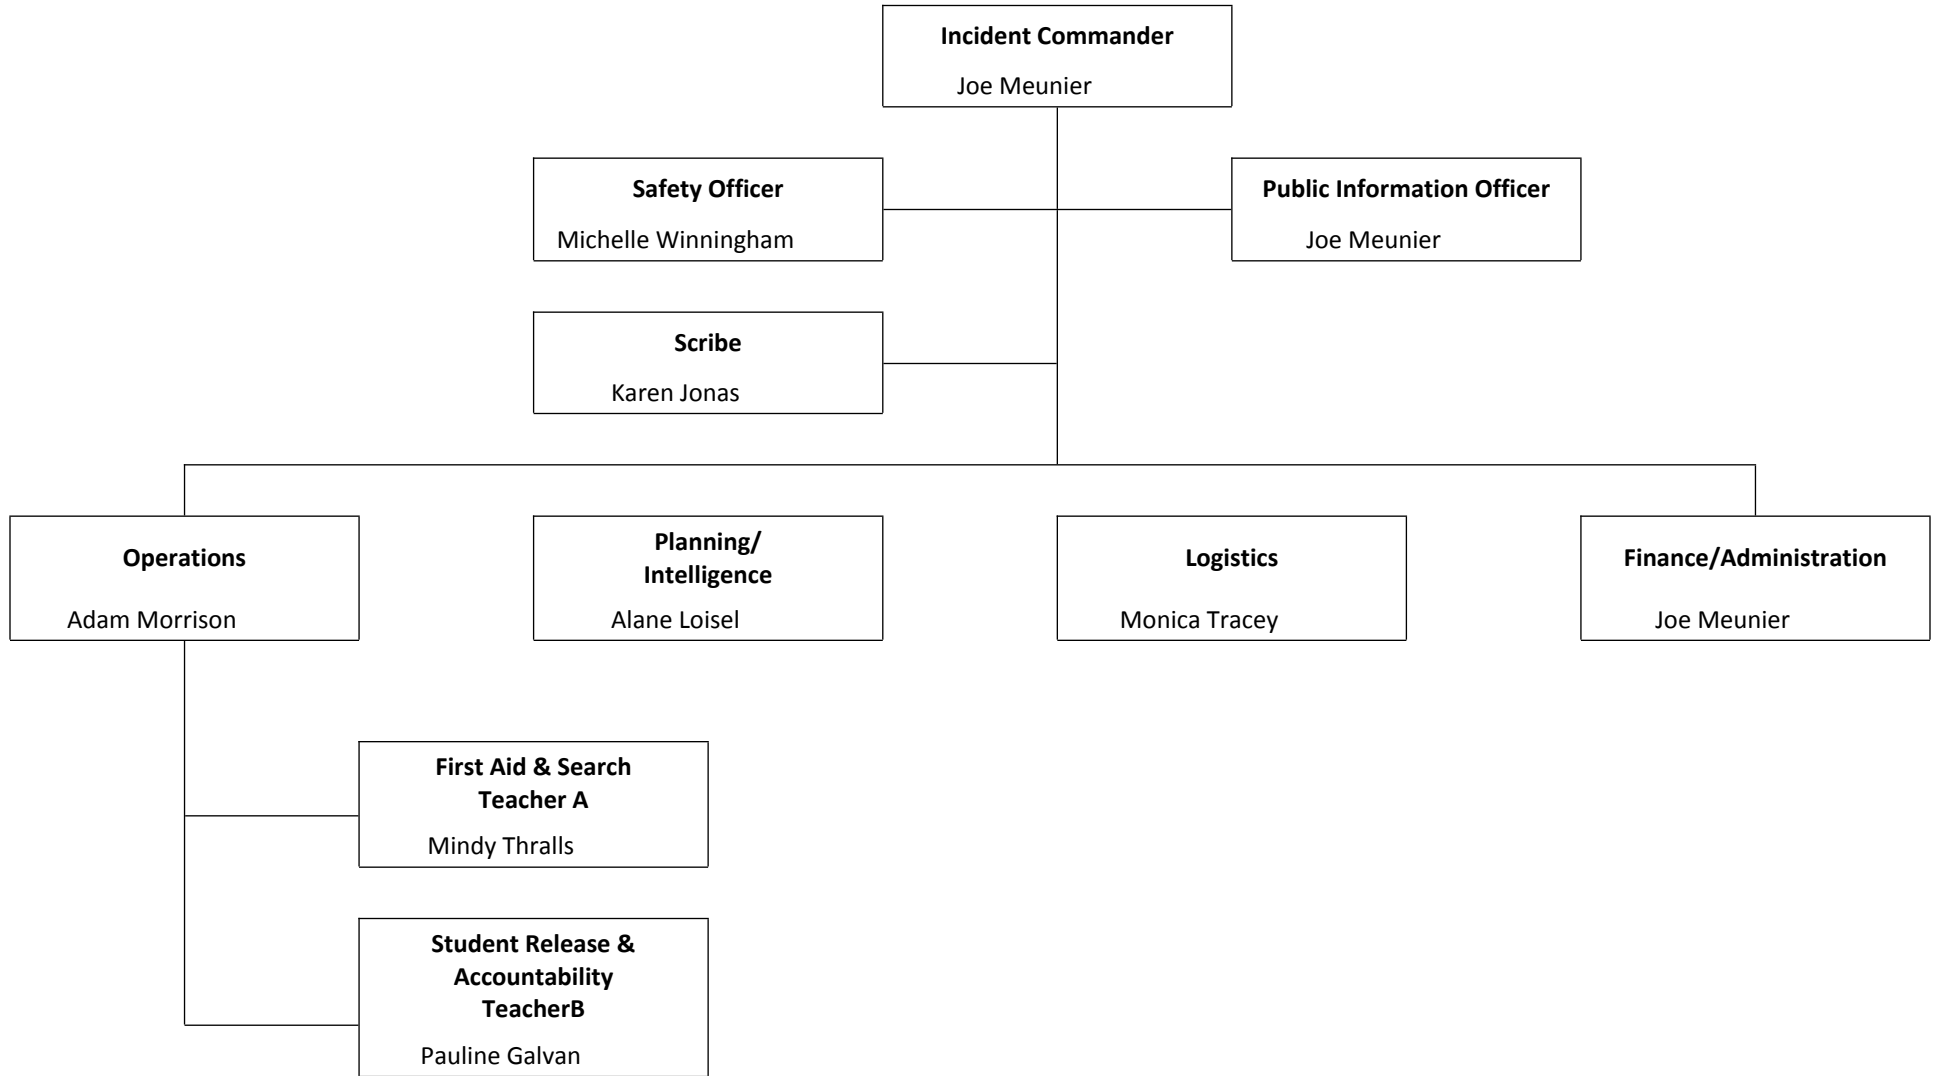 Incident Commander
Joe Meunier
Safety Officer
Michelle Winningham
Public Information Officer
Joe Meunier
Scribe
Karen Jonas
Operations
Adam Morrison
Planning/
Intelligence
Alane Loisel
Logistics
Monica Tracey
Finance/Administration
Joe Meunier
First Aid & Search
Teacher A
Mindy Thralls
Student Release &
Accountability
TeacherB
Pauline Galvan